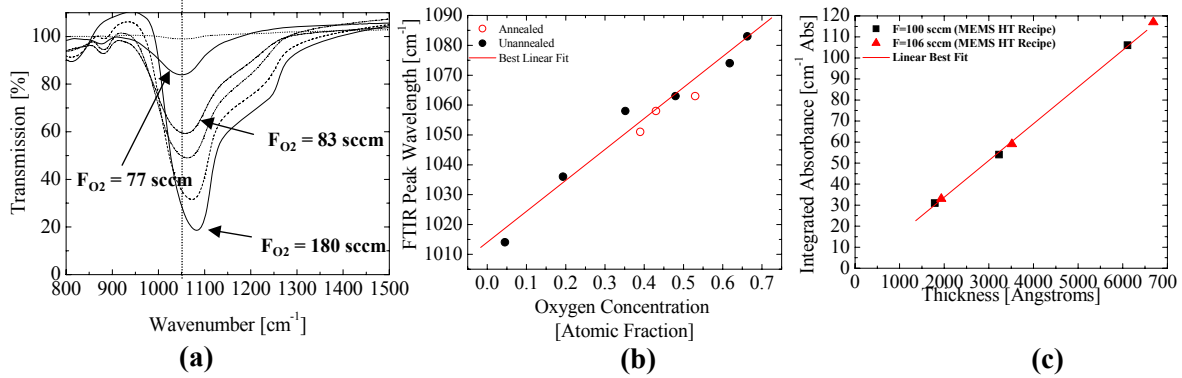 100
80
60
40
20
0
Transmission [%]
F_O2 = 83 sccm
F_O2 = 77 sccm
F_O2 = 180 sccm
800 900 1000 1100 1200 1300 1400 1500
Wavenumber [cm-1]
(a)
1090
1080
1070
1060
1050
1040
1030
1020
1010
FTIR Peak Wavelength [cm-1]
Annealed
Unannealed
Best Linear Fit
0.0 0.1 0.2 0.3 0.4 0.5 0.6 0.7
Oxygen Concentration
[Atomic Fraction]
(b)
120
110
100
90
80
70
60
50
40
30
20
10
0
Integrated Absorbance [cm-1 Abs]
F=100 sccm (MEMS HT Recipe)
F=106 sccm (MEMS HT Recipe)
Linear Best Fit
0 1000 2000 3000 4000 5000 6000 7000
Thickness [Angstroms]
(c)